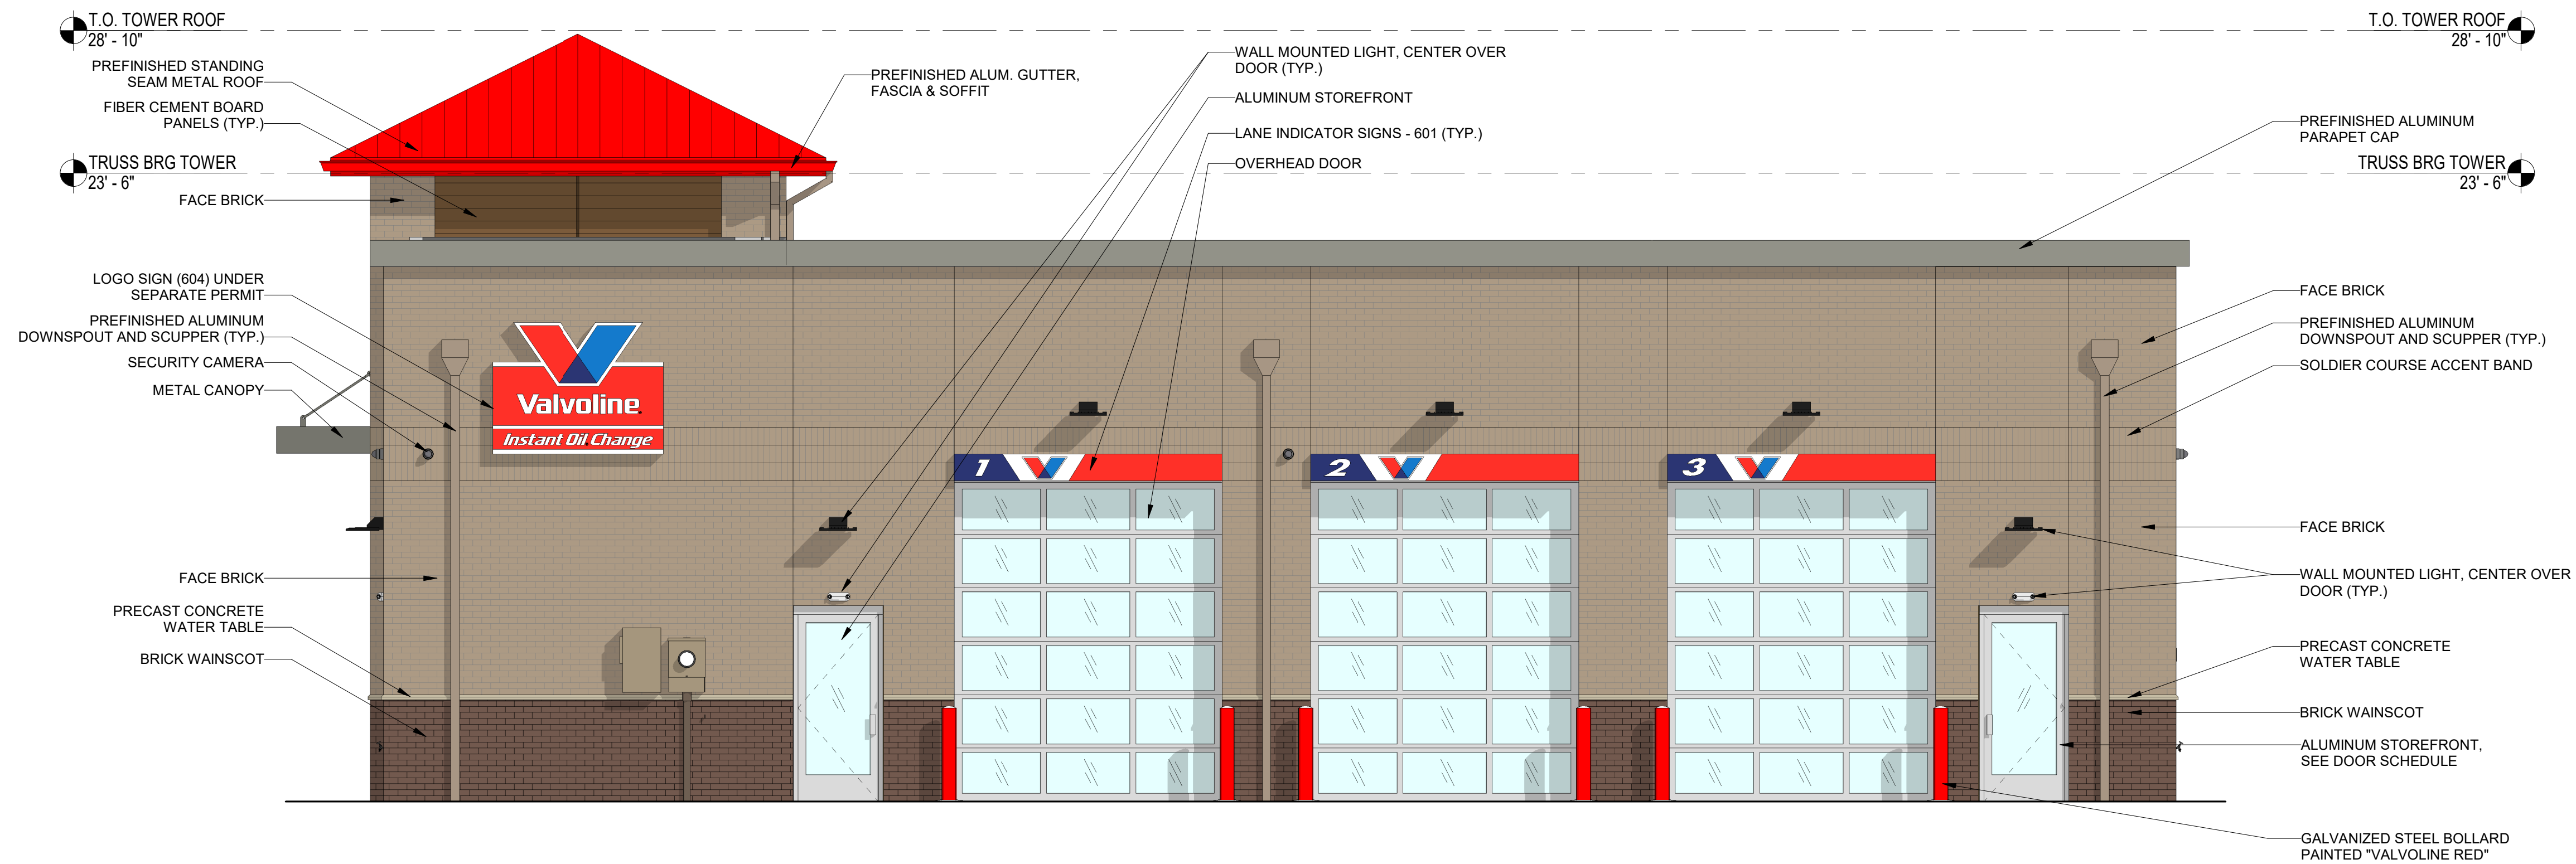 T.O. TOWER ROOF
28' - 10"
PREFINISHED STANDING
SEAM METAL ROOF
FIBER CEMENT BOARD
PANELS (TYP.)
TRUSS BRG TOWER
23' - 6"
FACE BRICK
LOGO SIGN (604) UNDER
SEPARATE PERMIT
PREFINISHED ALUMINUM
DOWNSPOUT AND SCUPPER (TYP.)
SECURITY CAMERA
METAL CANOPY
FACE BRICK
PRECAST CONCRETE
WATER TABLE
BRICK WAINSCOT
PREFINISHED ALUM. GUTTER,
FASCIA & SOFFIT
WALL MOUNTED LIGHT, CENTER OVER
DOOR (TYP.)
ALUMINUM STOREFRONT
LANE INDICATOR SIGNS - 601 (TYP.)
OVERHEAD DOOR
Valvoline
Instant Oil Change
1
2
3
T.O. TOWER ROOF
28' - 10"
PREFINISHED ALUMINUM
PARAPET CAP
TRUSS BRG TOWER
23' - 6"
FACE BRICK
PREFINISHED ALUMINUM
DOWNSPOUT AND SCUPPER (TYP.)
SOLDIER COURSE ACCENT BAND
FACE BRICK
WALL MOUNTED LIGHT, CENTER OVER
DOOR (TYP.)
PRECAST CONCRETE
WATER TABLE
BRICK WAINSCOT
ALUMINUM STOREFRONT,
SEE DOOR SCHEDULE
GALVANIZED STEEL BOLLARD
PAINTED "VALVOLINE RED"